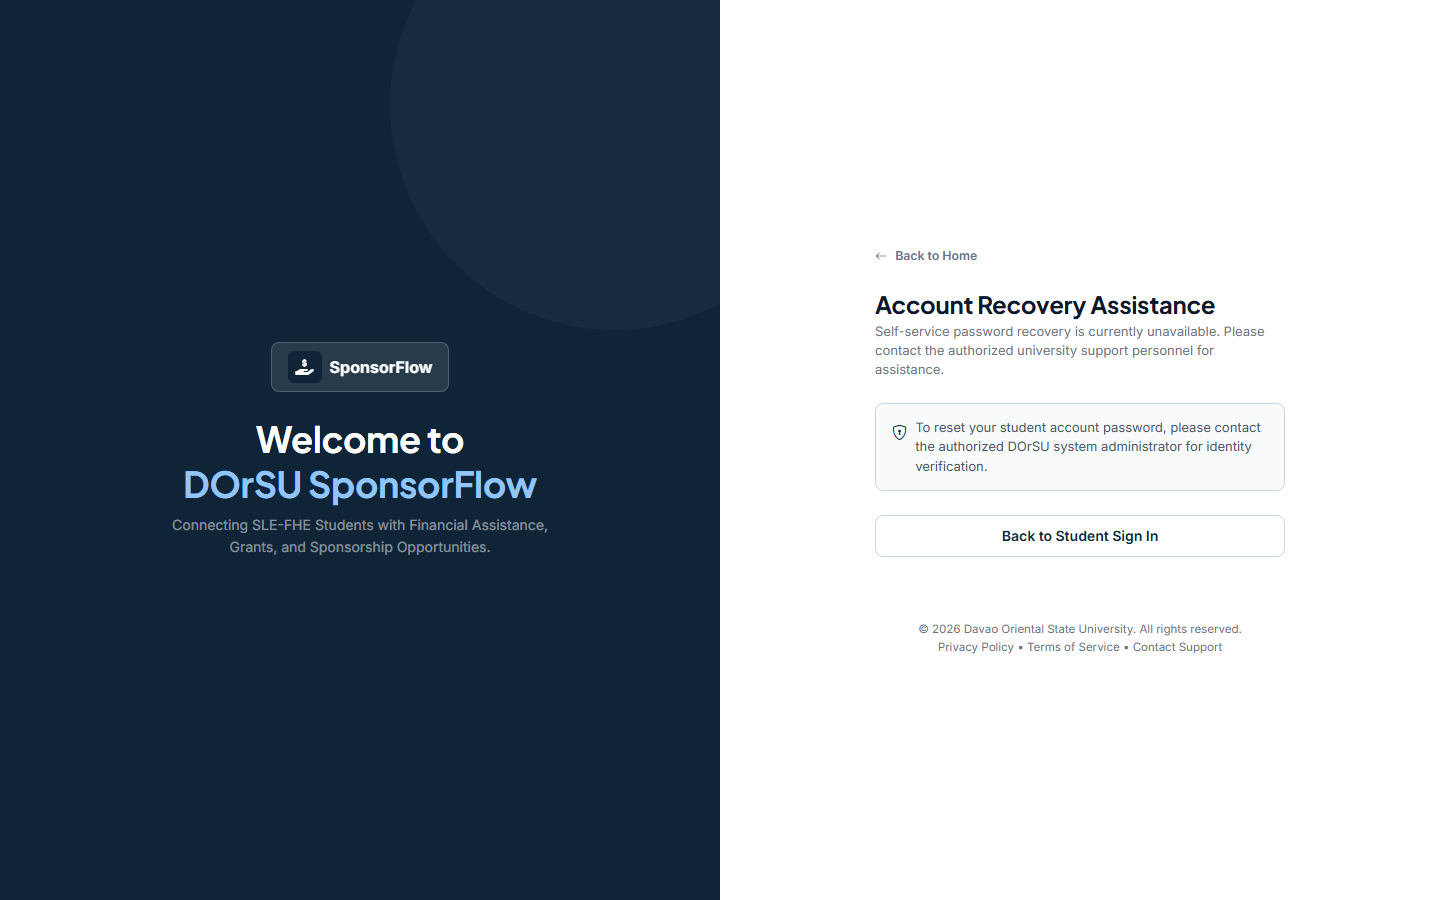 SponsorFlow
Welcome to
DOrSU SponsorFlow
Connecting SLE-FHE Students with Financial Assistance,
Grants, and Sponsorship Opportunities.
← Back to Home
Account Recovery Assistance
Self-service password recovery is currently unavailable. Please
contact the authorized university support personnel for
assistance.
To reset your student account password, please contact
the authorized DOrSU system administrator for identity
verification.
Back to Student Sign In
© 2026 Davao Oriental State University. All rights reserved.
Privacy Policy • Terms of Service • Contact Support